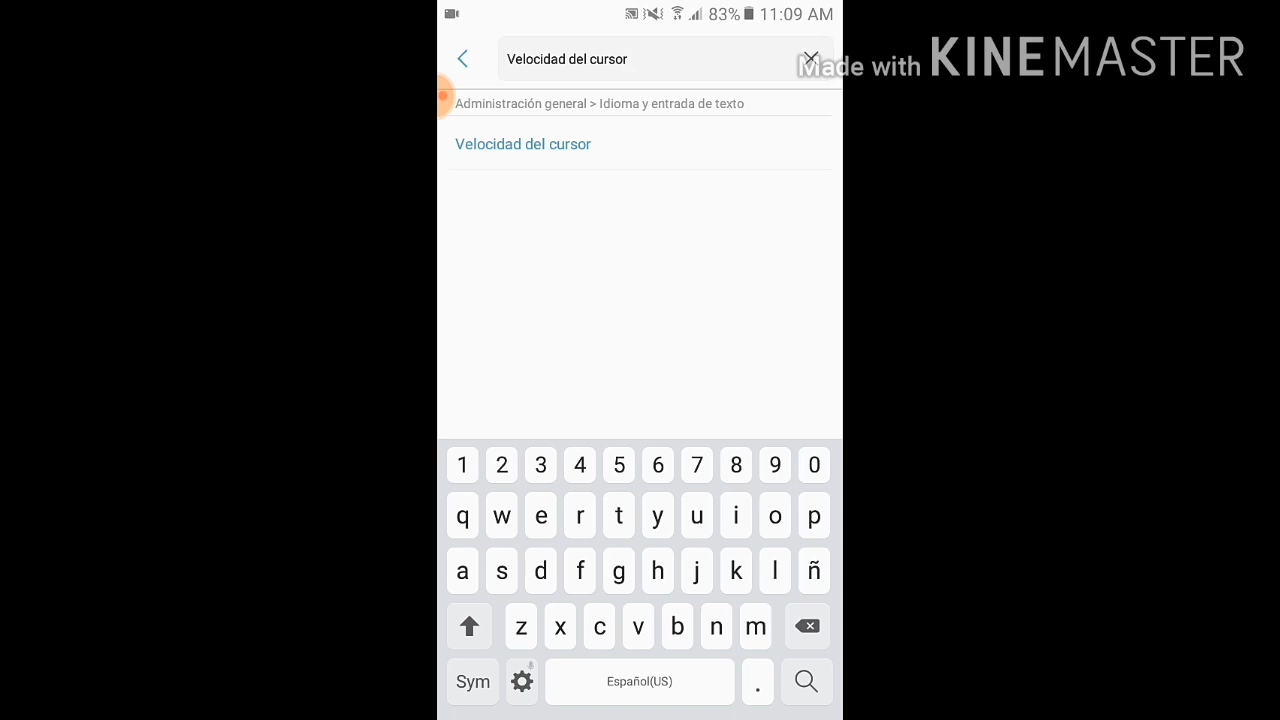 83% 11:09 AM
Velocidad del cursor
Made with KINEMASTER
Administración general > Idioma y entrada de texto
Velocidad del cursor
1 2 3 4 5 6 7 8 9 0
q w e r t y u i o p
a s d f g h j k l ñ
z x c v b n m
Sym Español(US) .